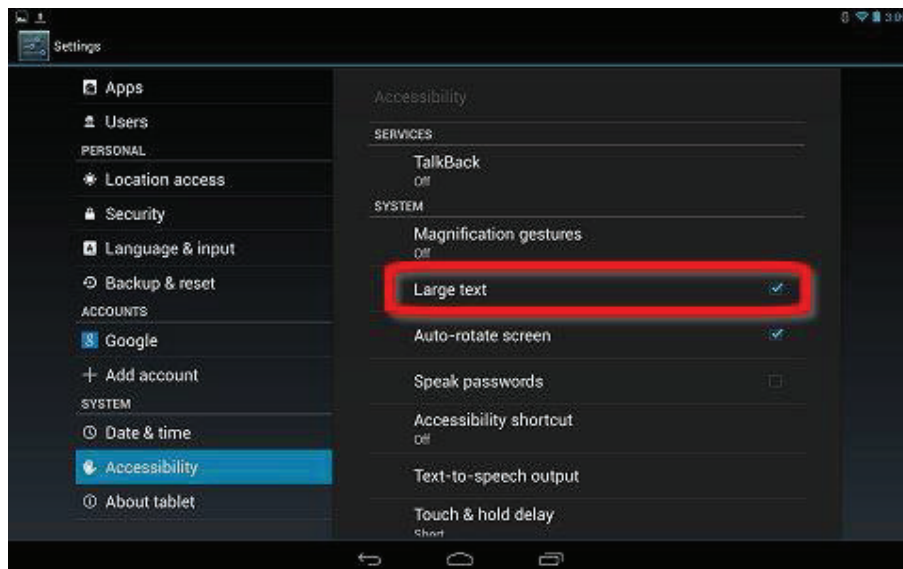 Settings
Apps
Users
PERSONAL
Location access
Security
Language & input
Backup & reset
ACCOUNTS
Google
Add account
SYSTEM
Date & time
Accessibility
About tablet
Accessibility
SERVICES
TalkBack
Off
SYSTEM
Magnification gestures
Off
Large text
Auto-rotate screen
Speak passwords
Accessibility shortcut
Off
Text-to-speech output
Touch & hold delay
Short